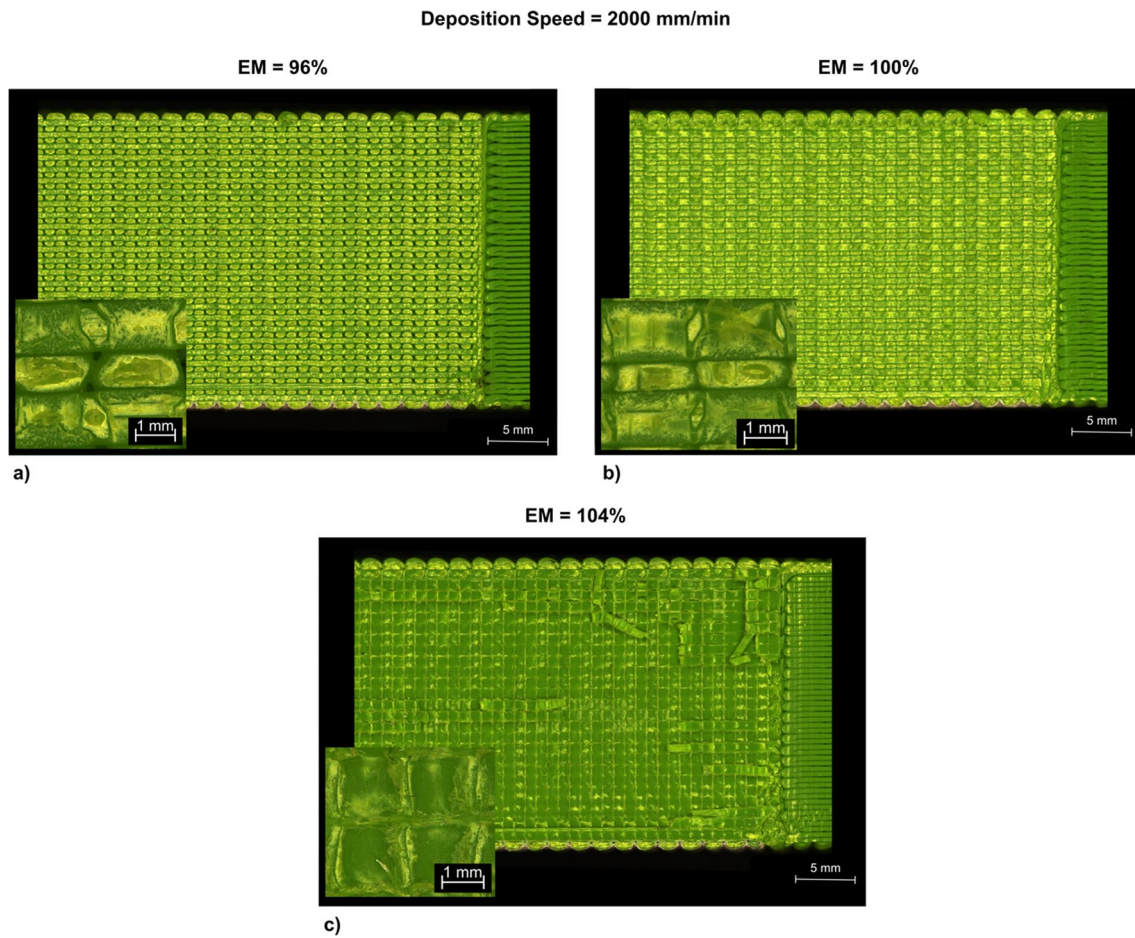 Deposition Speed = 2000 mm/min
EM = 96%
EM = 100%
1 mm
5 mm
1 mm
5 mm
a)
b)
EM = 104%
1 mm
5 mm
c)